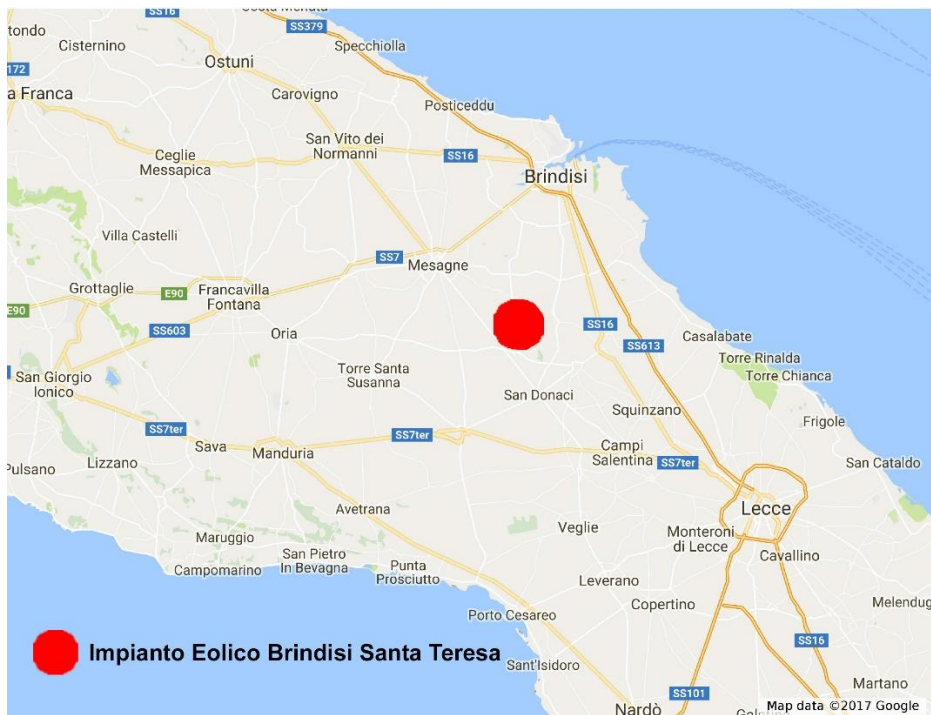 SS16
Costa Merlata
SS379
tondo
Cisternino
Specchiolla
Ostuni
172
a Franca
Carovigno
Posticeddu
San Vito dei
Normanni
SS16
Ceglie
Messapica
Brindisi
Villa Castelli
SS7
Mesagne
Grottaglie
E90
Francavilla
Fontana
E90
SS603
Oria
SS16
SS613
Casalabate
Torre Rinalda
Torre Chianca
San Giorgio
Ionico
Torre Santa
Susanna
San Donaci
Squinzano
Frigole
SS7ter
Sava
Manduria
SS7ter
Campi
Salentina
SS7ter
San Cataldo
Pulsano
Lizzano
Lecce
Avetrana
Veglie
Monteroni
di Lecce
Cavallino
Maruggio
San Pietro
In Bevagna
Campomarino
Punta
Prosciutto
Leverano
Copertino
Melendug
Porto Cesareo
SS16
Impianto Eolico Brindisi Santa Teresa
Sant'Isidoro
SS101
Martano
Nardò
Map data ©2017 Google